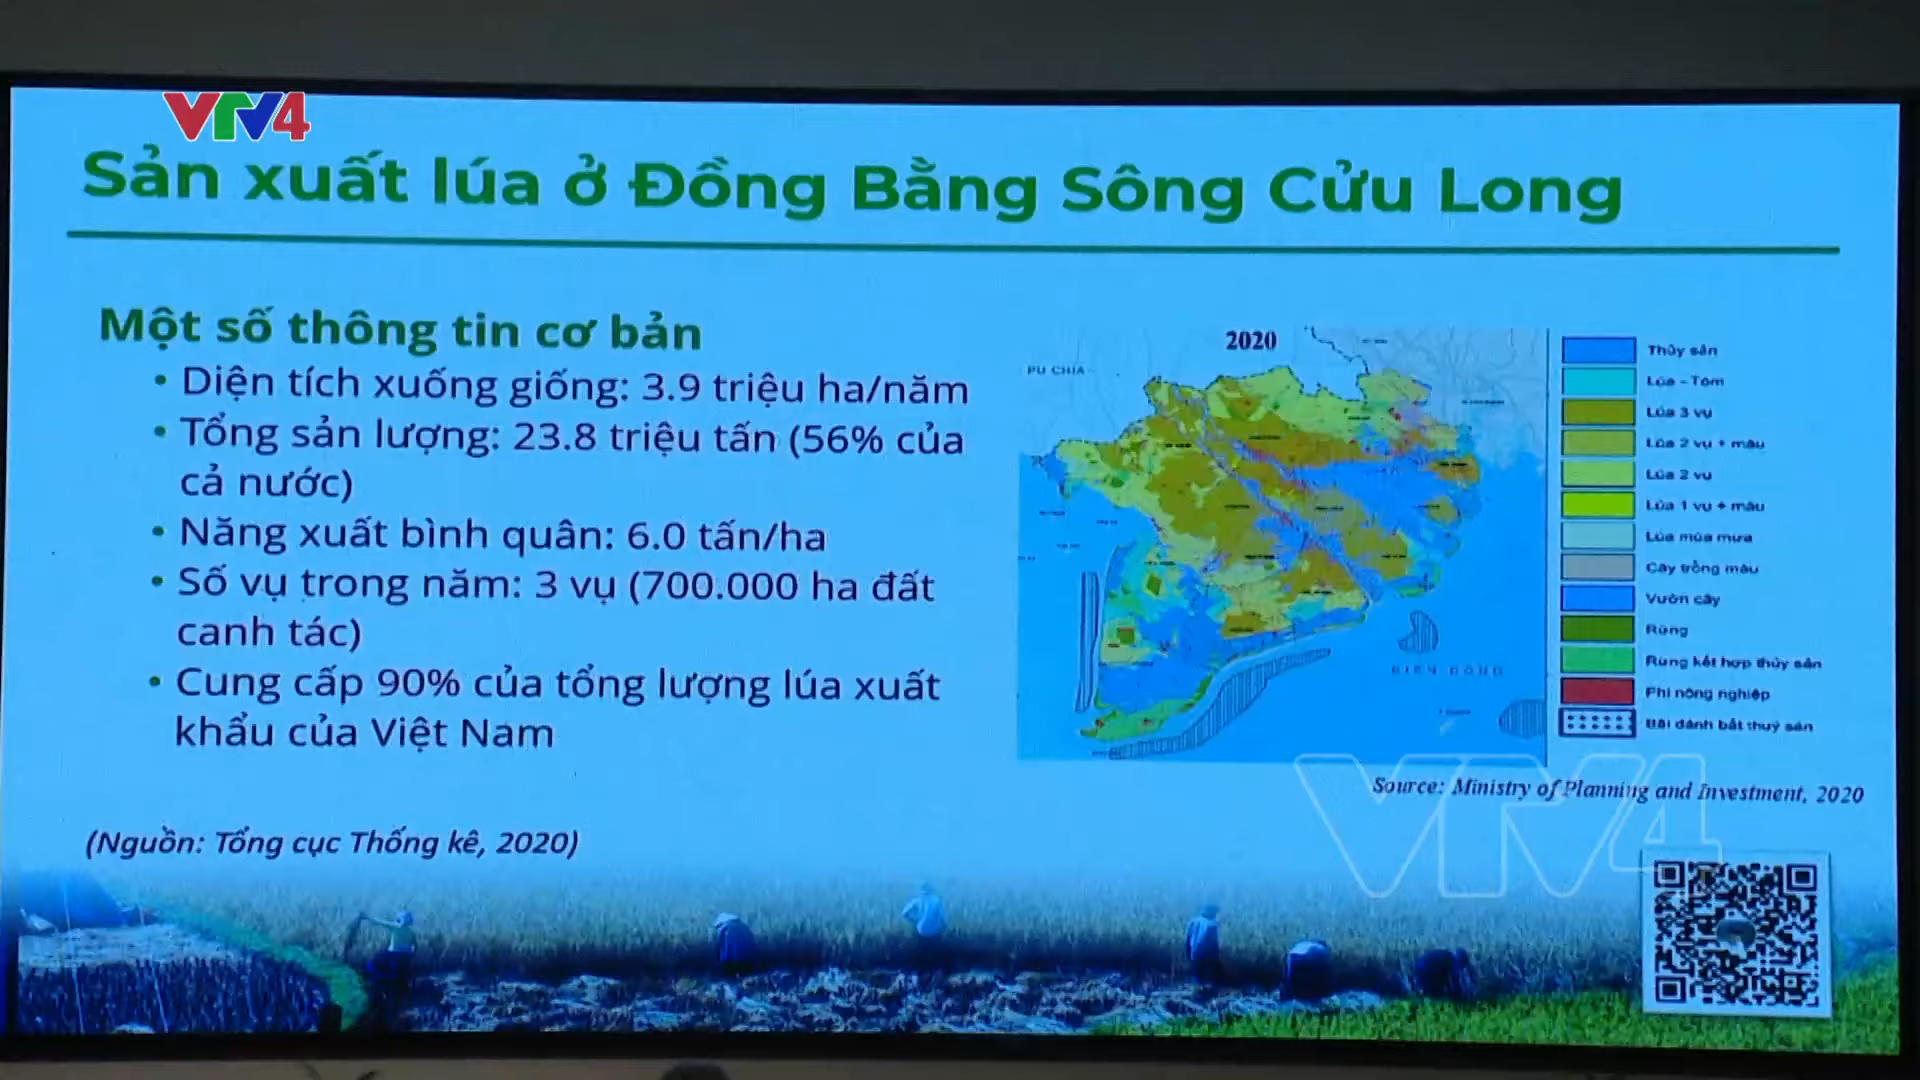 VTV4
Sản xuất lúa ở Đồng Bằng Sông Cửu Long
Một số thông tin cơ bản
• Diện tích xuống giống: 3.9 triệu ha/năm
• Tổng sản lượng: 23.8 triệu tấn (56% của
cả nước)
• Năng xuất bình quân: 6.0 tấn/ha
• Số vụ trong năm: 3 vụ (700.000 ha đất
canh tác)
• Cung cấp 90% của tổng lượng lúa xuất
khẩu của Việt Nam
(Nguồn: Tổng cục Thống kê, 2020)
2020
PU CHIA
BIEN DONG
Thủy sản
Lúa - Tôm
Lúa 3 vụ
Lúa 2 vụ + màu
Lúa 2 vụ
Lúa 1 vụ + màu
Lúa mùa mưa
Cây trồng màu
Vườn cây
Rừng
Rừng kết hợp thủy sản
Phi nông nghiệp
Bãi đánh bắt thuỷ sản
Source: Ministry of Planning and Investment, 2020
VTV4